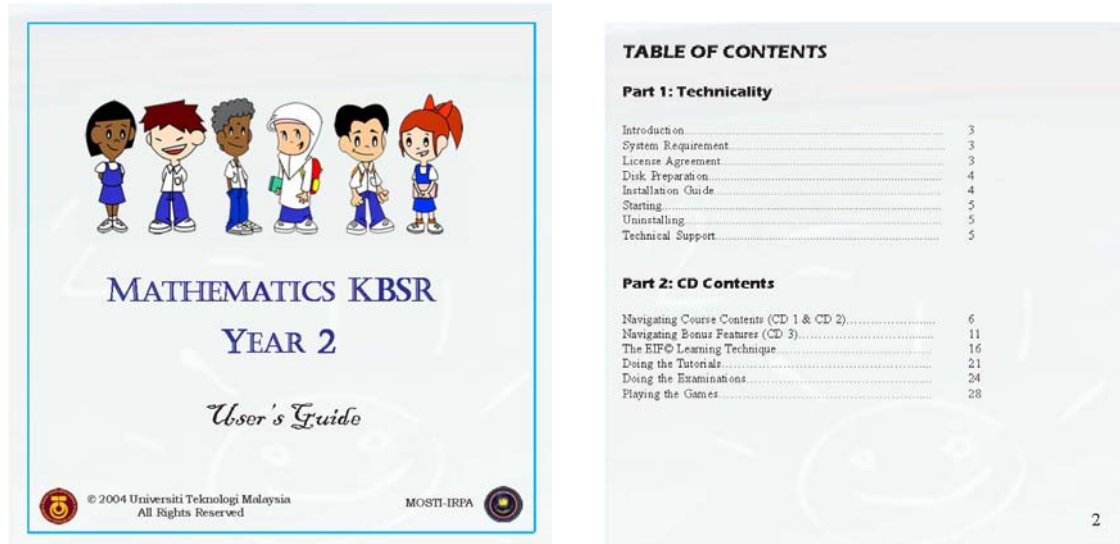 MATHEMATICS KBSR
YEAR 2
User's Guide
© 2004 Universiti Teknologi Malaysia
All Rights Reserved
MOSTI-IRPA
TABLE OF CONTENTS
Part 1: Technicality
Introduction 3
System Requirement 3
License Agreement 3
Disk Preparation 4
Installation Guide 4
Starting 5
Uninstalling 5
Technical Support 5
Part 2: CD Contents
Navigating Course Contents (CD 1 & CD 2) 6
Navigating Bonus Features (CD 3) 11
The EIF© Learning Technique 16
Doing the Tutorials 21
Doing the Examinations 24
Playing the Games 28
2